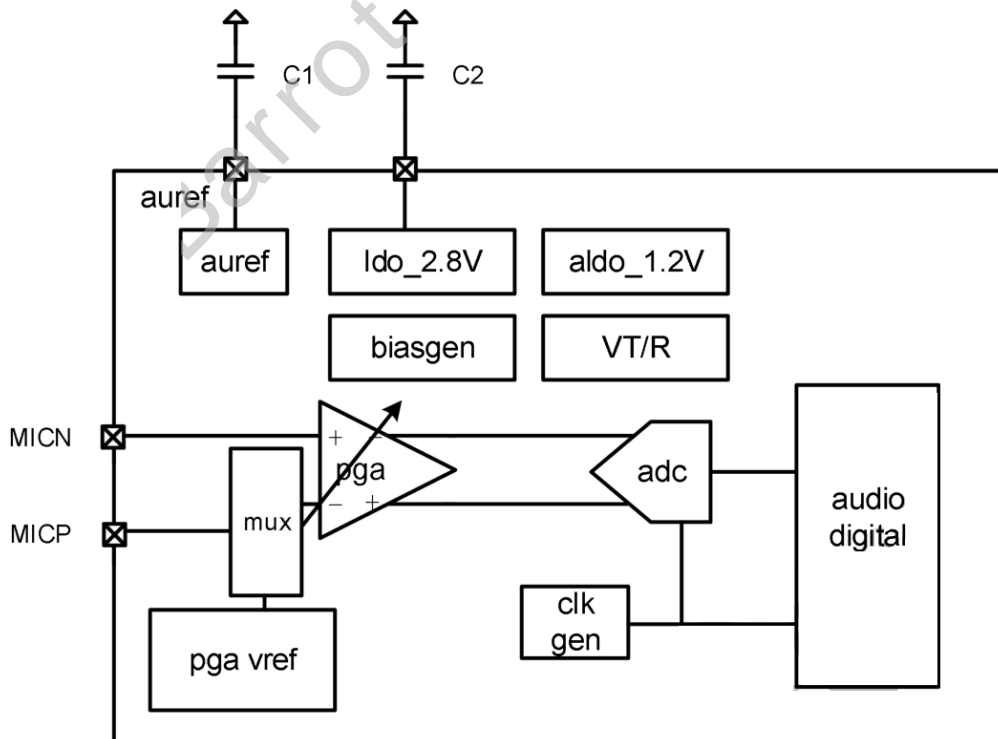 C1
C2
Barrot
auref
auref
ldo_2.8V
aldo_1.2V
biasgen
VT/R
MICN
+
−
pga
adc
MICP
mux
−
+
audio
digital
clk
gen
pga vref